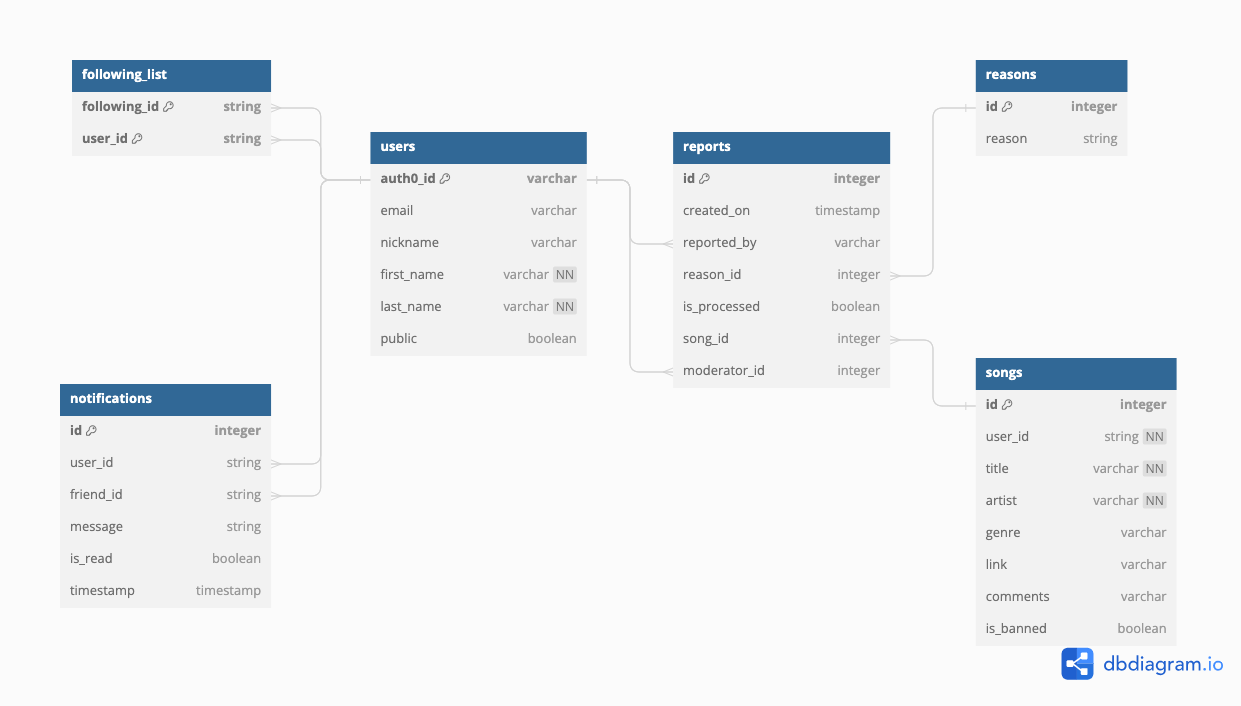 following_list
following_id string
user_id string
users
auth0_id varchar
email varchar
nickname varchar
first_name varchar NN
last_name varchar NN
public boolean
reports
id integer
created_on timestamp
reported_by varchar
reason_id integer
is_processed boolean
song_id integer
moderator_id integer
reasons
id integer
reason string
notifications
id integer
user_id string
friend_id string
message string
is_read boolean
timestamp timestamp
songs
id integer
user_id string NN
title varchar NN
artist varchar NN
genre varchar
link varchar
comments varchar
is_banned boolean
dbdiagram.io